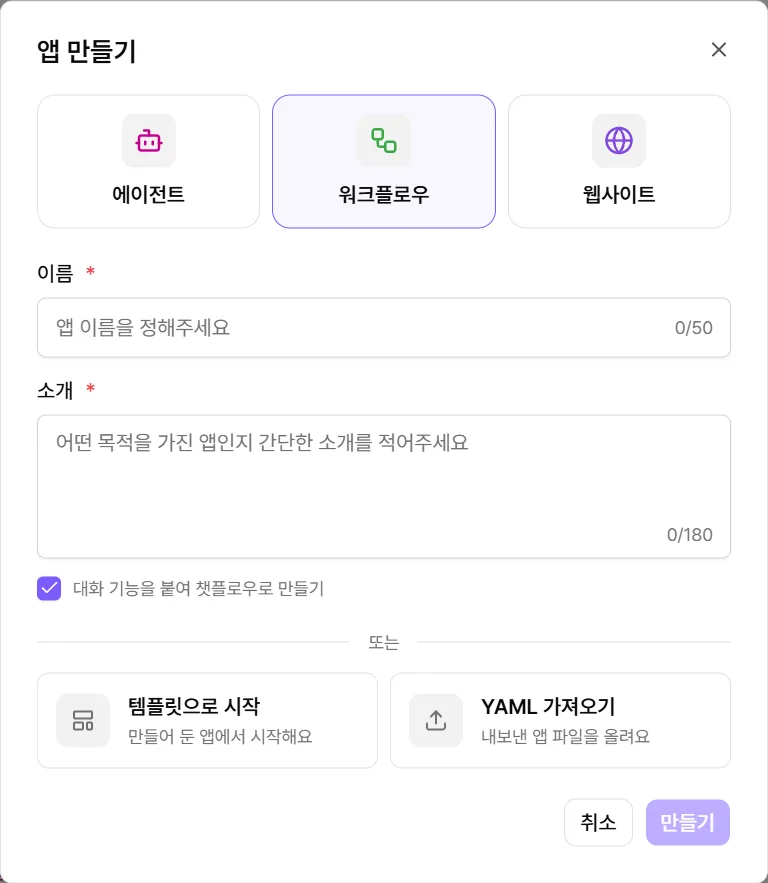 앱 만들기
에이전트
워크플로우
웹사이트
이름 *
앱 이름을 정해주세요
0/50
소개 *
어떤 목적을 가진 앱인지 간단한 소개를 적어주세요
0/180
대화 기능을 붙여 챗플로우로 만들기
또는
템플릿으로 시작
만들어 둔 앱에서 시작해요
YAML 가져오기
내보낸 앱 파일을 올려요
취소
만들기